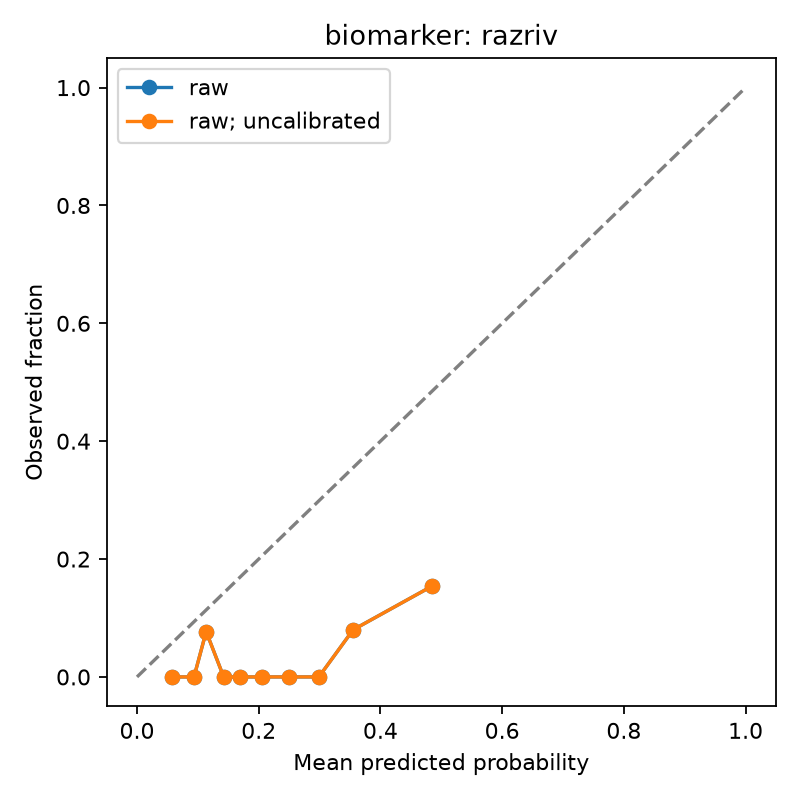 biomarker: razriv
raw
raw; uncalibrated
1.0
0.8
0.6
0.4
0.2
0.0
Observed fraction
0.0 0.2 0.4 0.6 0.8 1.0
Mean predicted probability